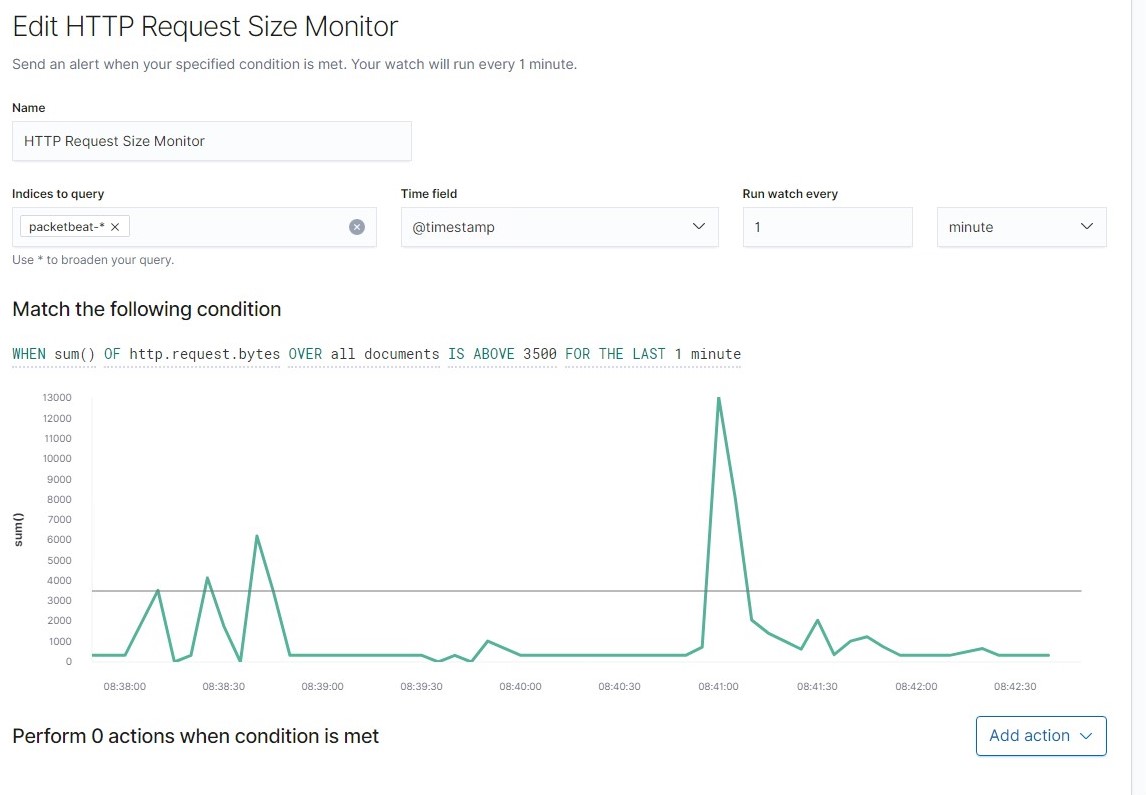 Edit HTTP Request Size Monitor
Send an alert when your specified condition is met. Your watch will run every 1 minute.
Name
HTTP Request Size Monitor
Indices to query
Time field
Run watch every
packetbeat-* ×
@timestamp
1
minute
Use * to broaden your query.
Match the following condition
WHEN sum() OF http.request.bytes OVER all documents IS ABOVE 3500 FOR THE LAST 1 minute
13000
12000
11000
10000
9000
8000
7000
6000
5000
4000
3000
2000
1000
0
sum()
08:38:00 08:38:30 08:39:00 08:39:30 08:40:00 08:40:30 08:41:00 08:41:30 08:42:00 08:42:30
Perform 0 actions when condition is met
Add action